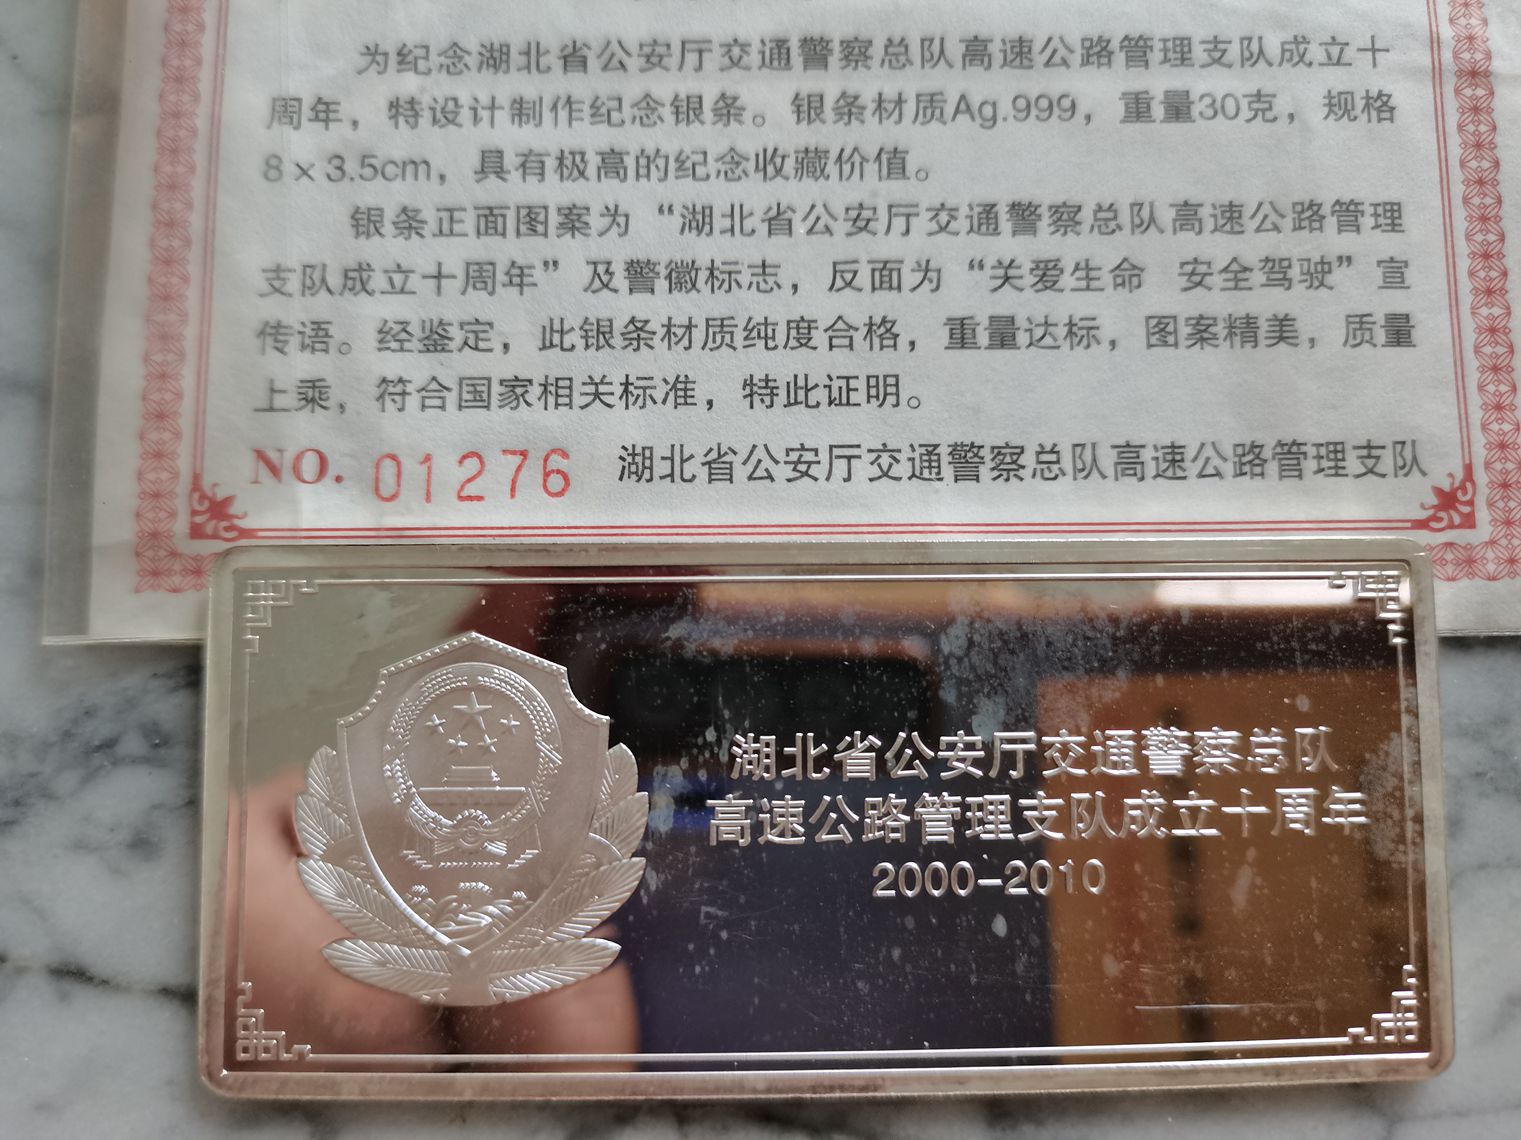 为纪念湖北省公安厅交通警察总队高速公路管理支队成立十
周年，特设计制作纪念银条。银条材质Ag.999，重量30克，规格
8×3.5cm，具有极高的纪念收藏价值。
银条正面图案为“湖北省公安厅交通警察总队高速公路管理
支队成立十周年”及警徽标志，反面为“关爱生命 安全驾驶”宣
传语。经鉴定，此银条材质纯度合格，重量达标，图案精美，质量
上乘，符合国家相关标准，特此证明。
NO. 01276 湖北省公安厅交通警察总队高速公路管理支队
湖北省公安厅交通警察总队
高速公路管理支队成立十周年
2000-2010